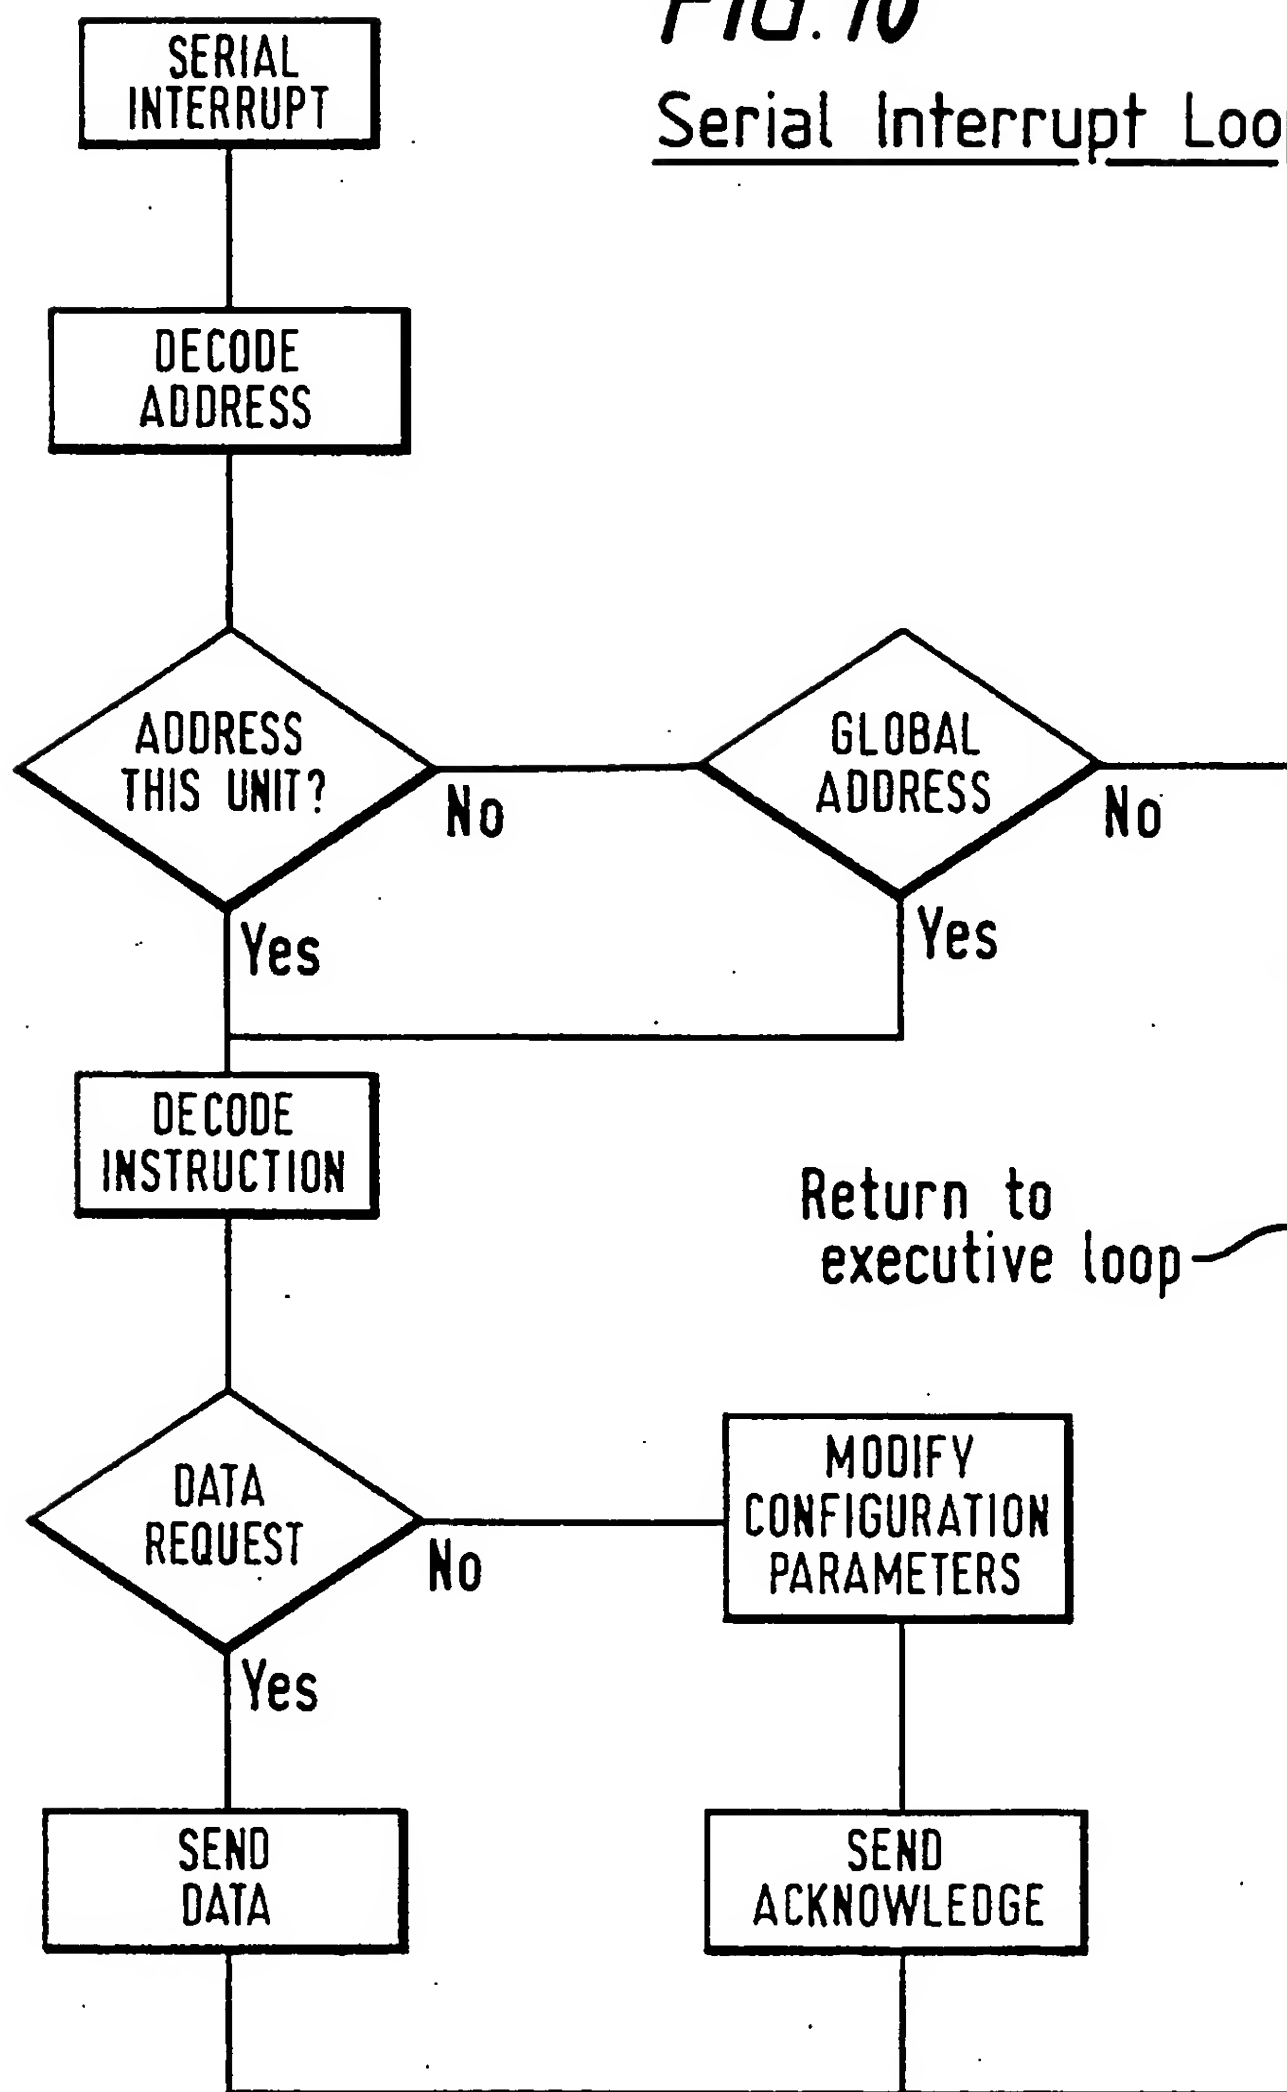 FIG. 10
Serial Interrupt Loo
SERIAL
INTERRUPT
DECODE
ADDRESS
ADDRESS
THIS UNIT?
No
Yes
GLOBAL
ADDRESS
No
Yes
DECODE
INSTRUCTION
Return to
executive loop
DATA
REQUEST
No
Yes
MODIFY
CONFIGURATION
PARAMETERS
SEND
DATA
SEND
ACKNOWLEDGE